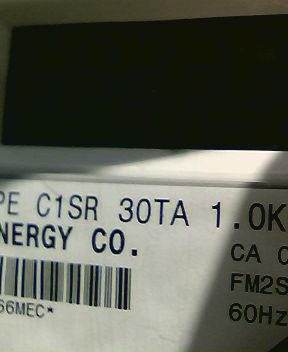 PE C1SR 30TA 1.0K
NERGY CO.
CA
FM2S
66MEC*
60Hz